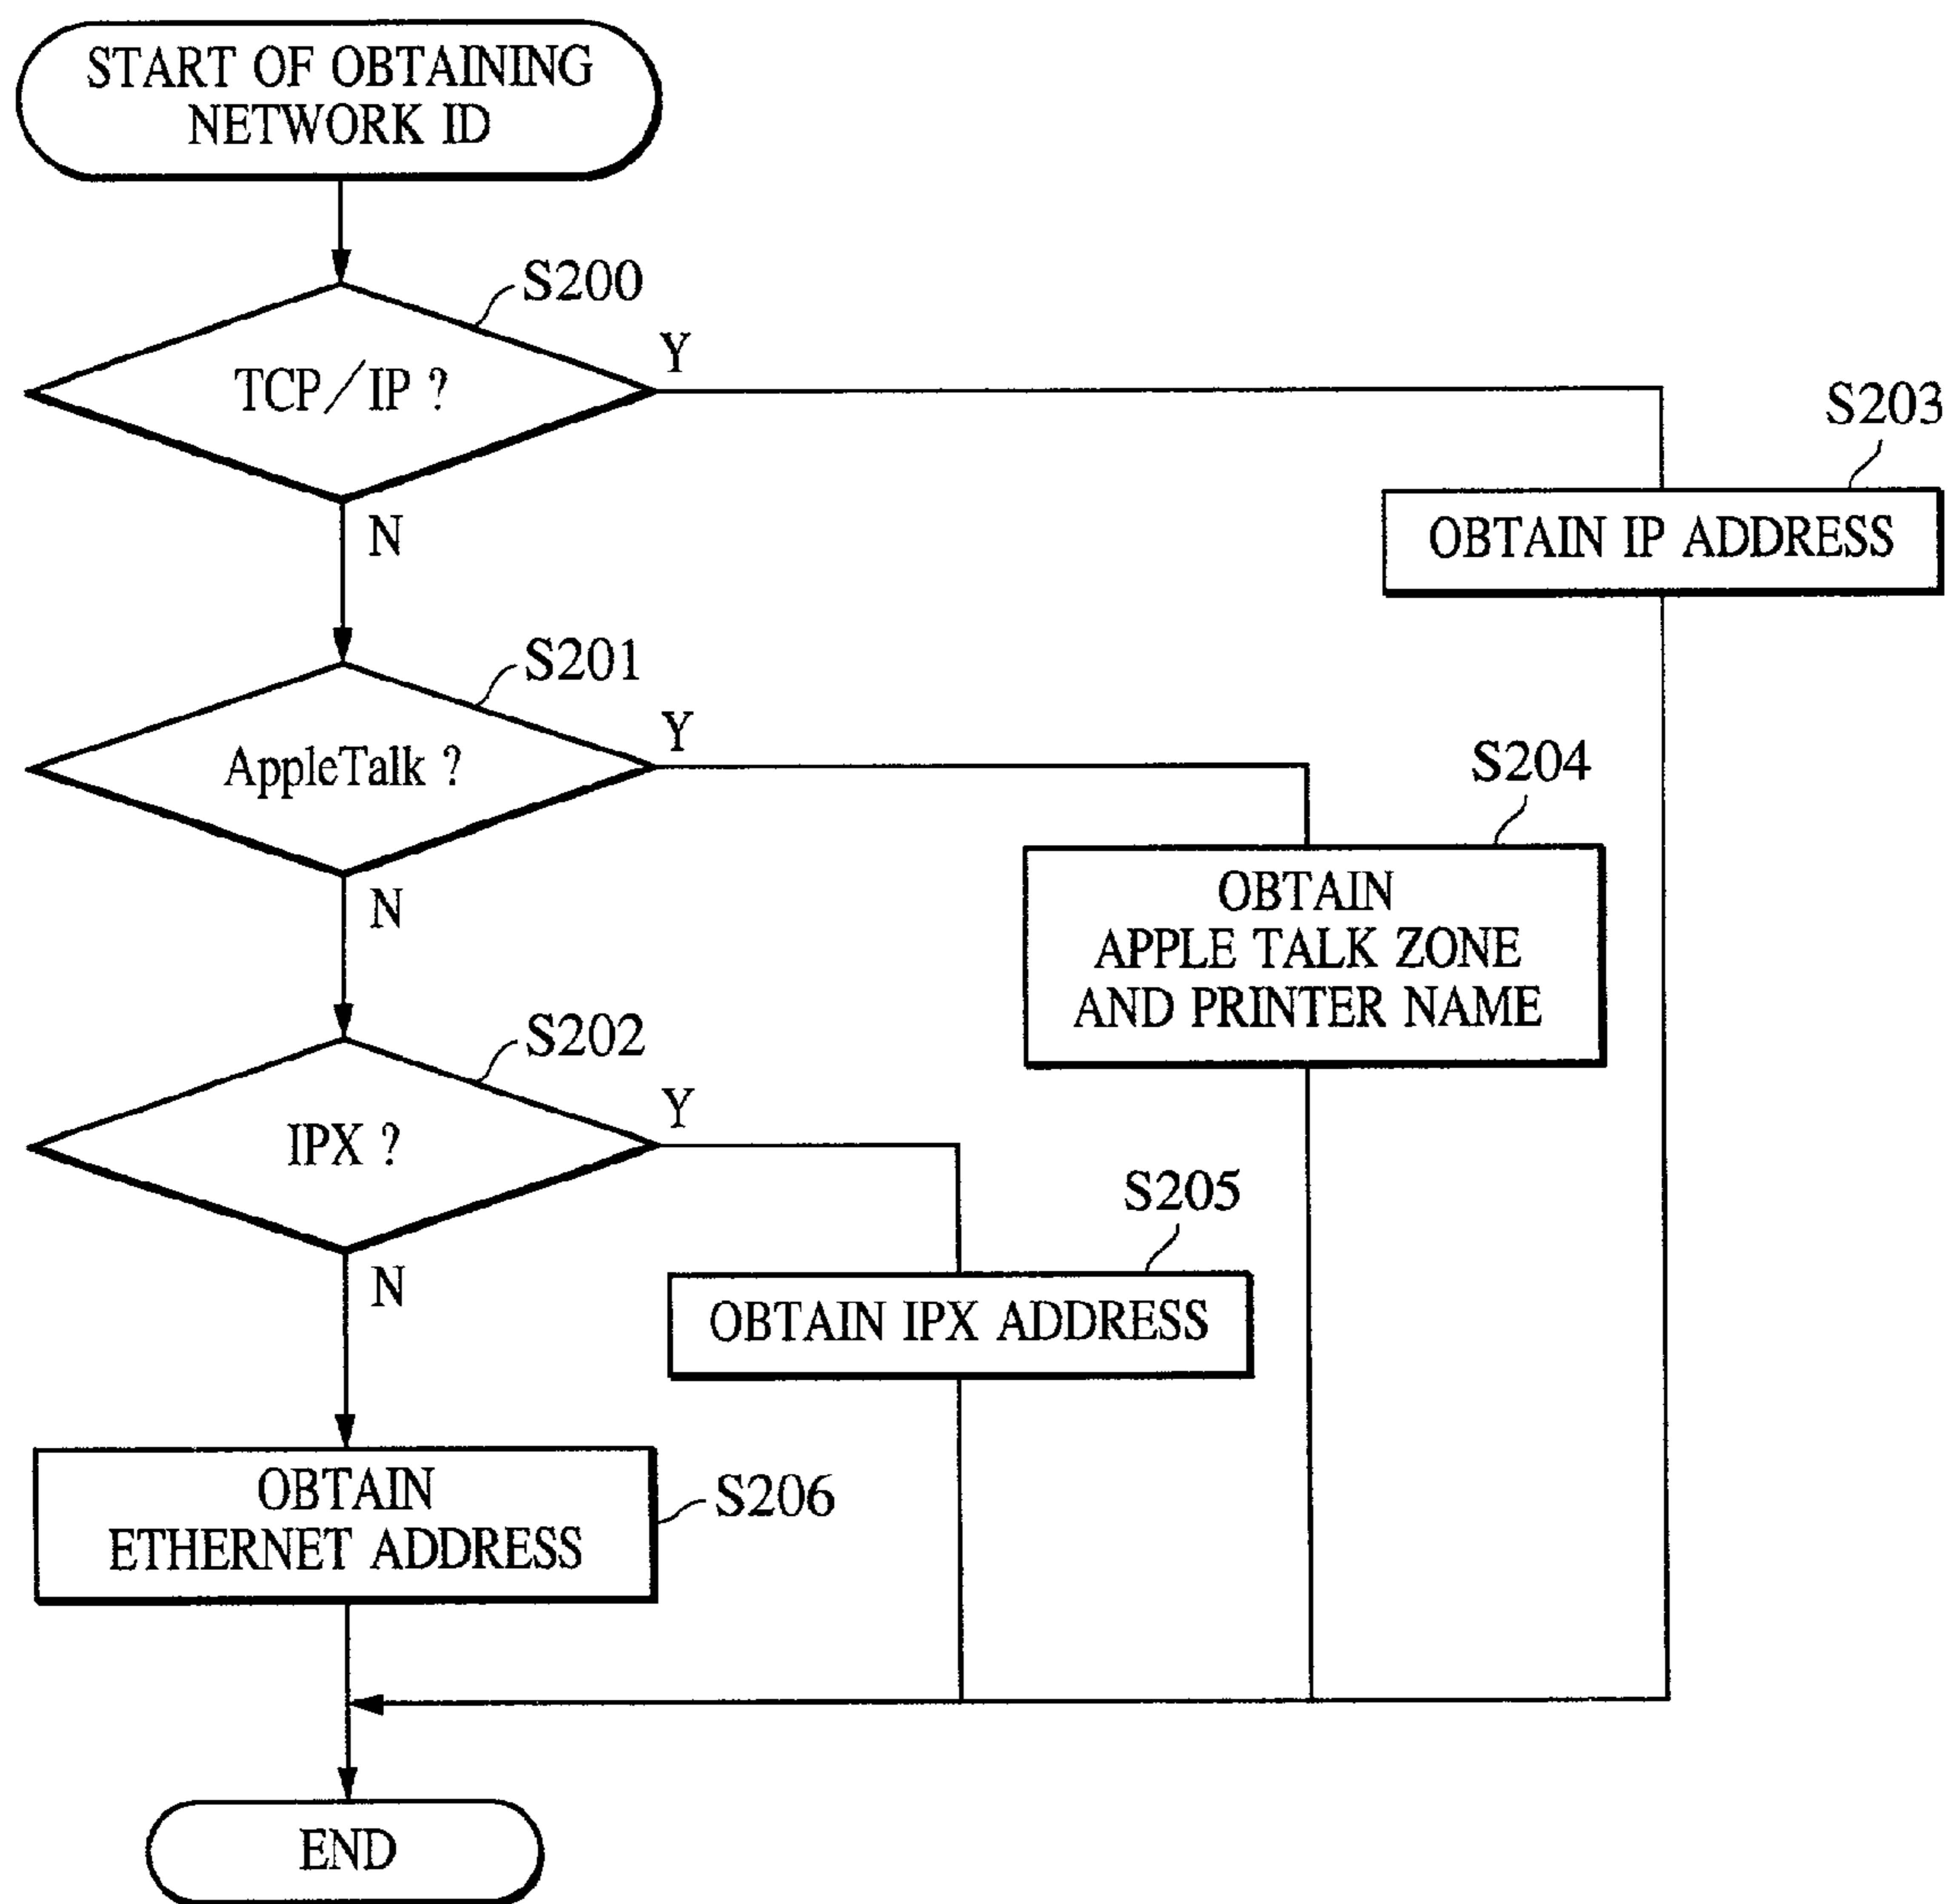 START OF OBTAINING
NETWORK ID
S200
TCP/IP ?
Y
S203
N
OBTAIN IP ADDRESS
S201
AppleTalk ?
Y
S204
N
OBTAIN
APPLE TALK ZONE
AND PRINTER NAME
S202
IPX ?
Y
S205
N
OBTAIN IPX ADDRESS
OBTAIN
ETHERNET ADDRESS
S206
END